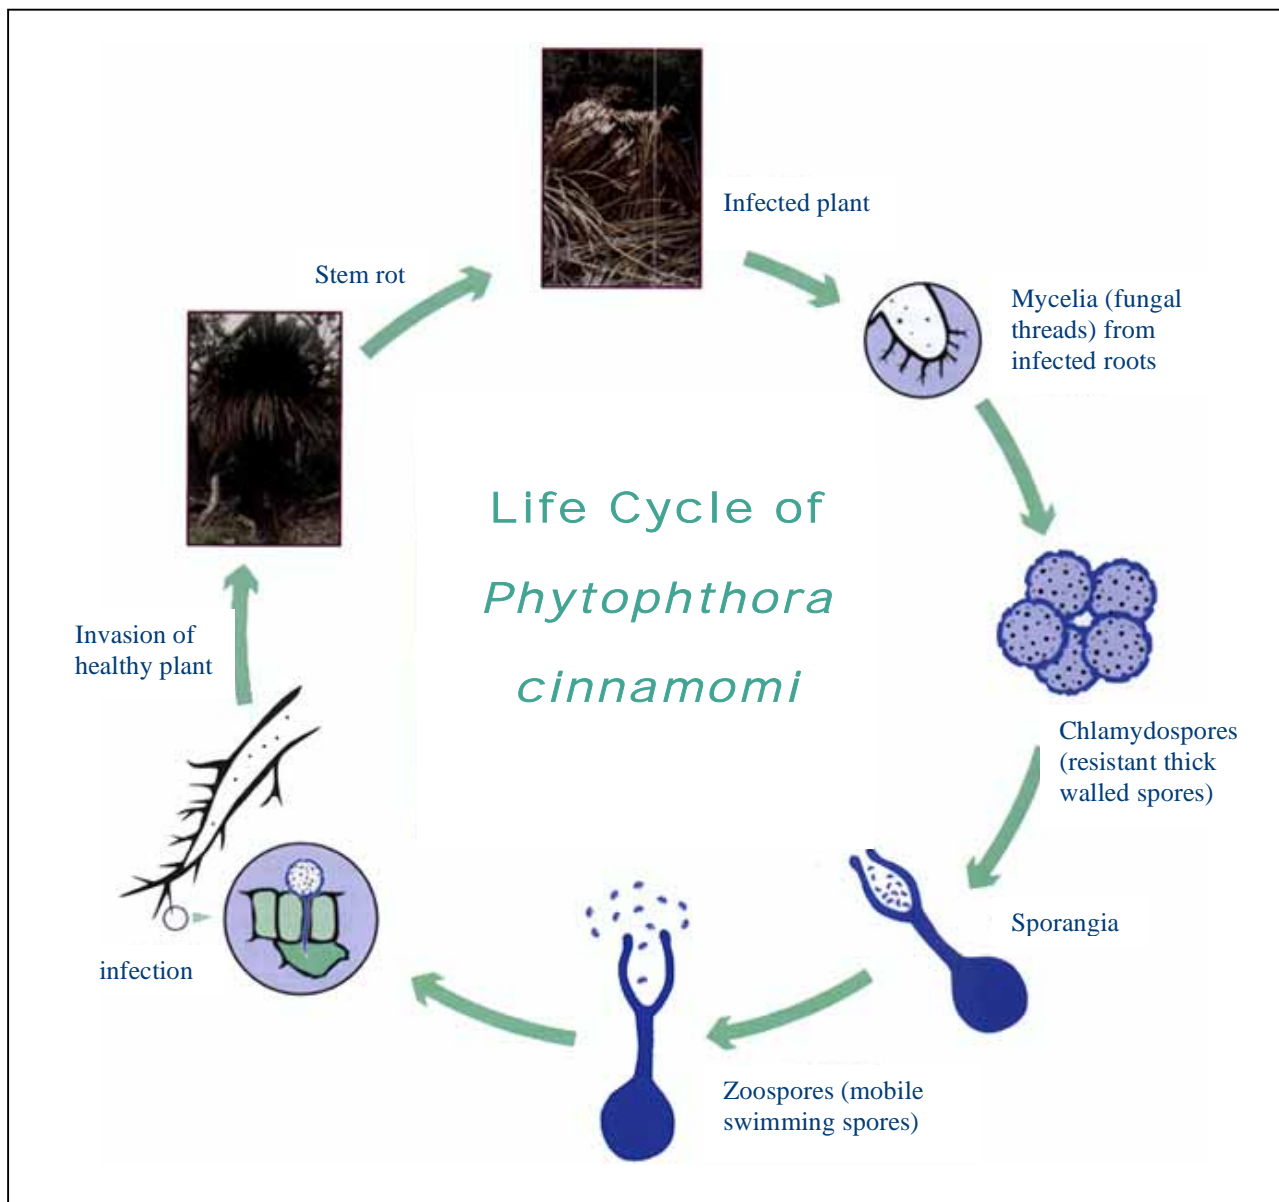 Infected plant
Stem rot
Mycelia (fungal
threads) from
infected roots
Life Cycle of
Phytophthora
cinnamomi
Invasion of
healthy plant
Chlamydospores
(resistant thick
walled spores)
Sporangia
infection
Zoospores (mobile
swimming spores)